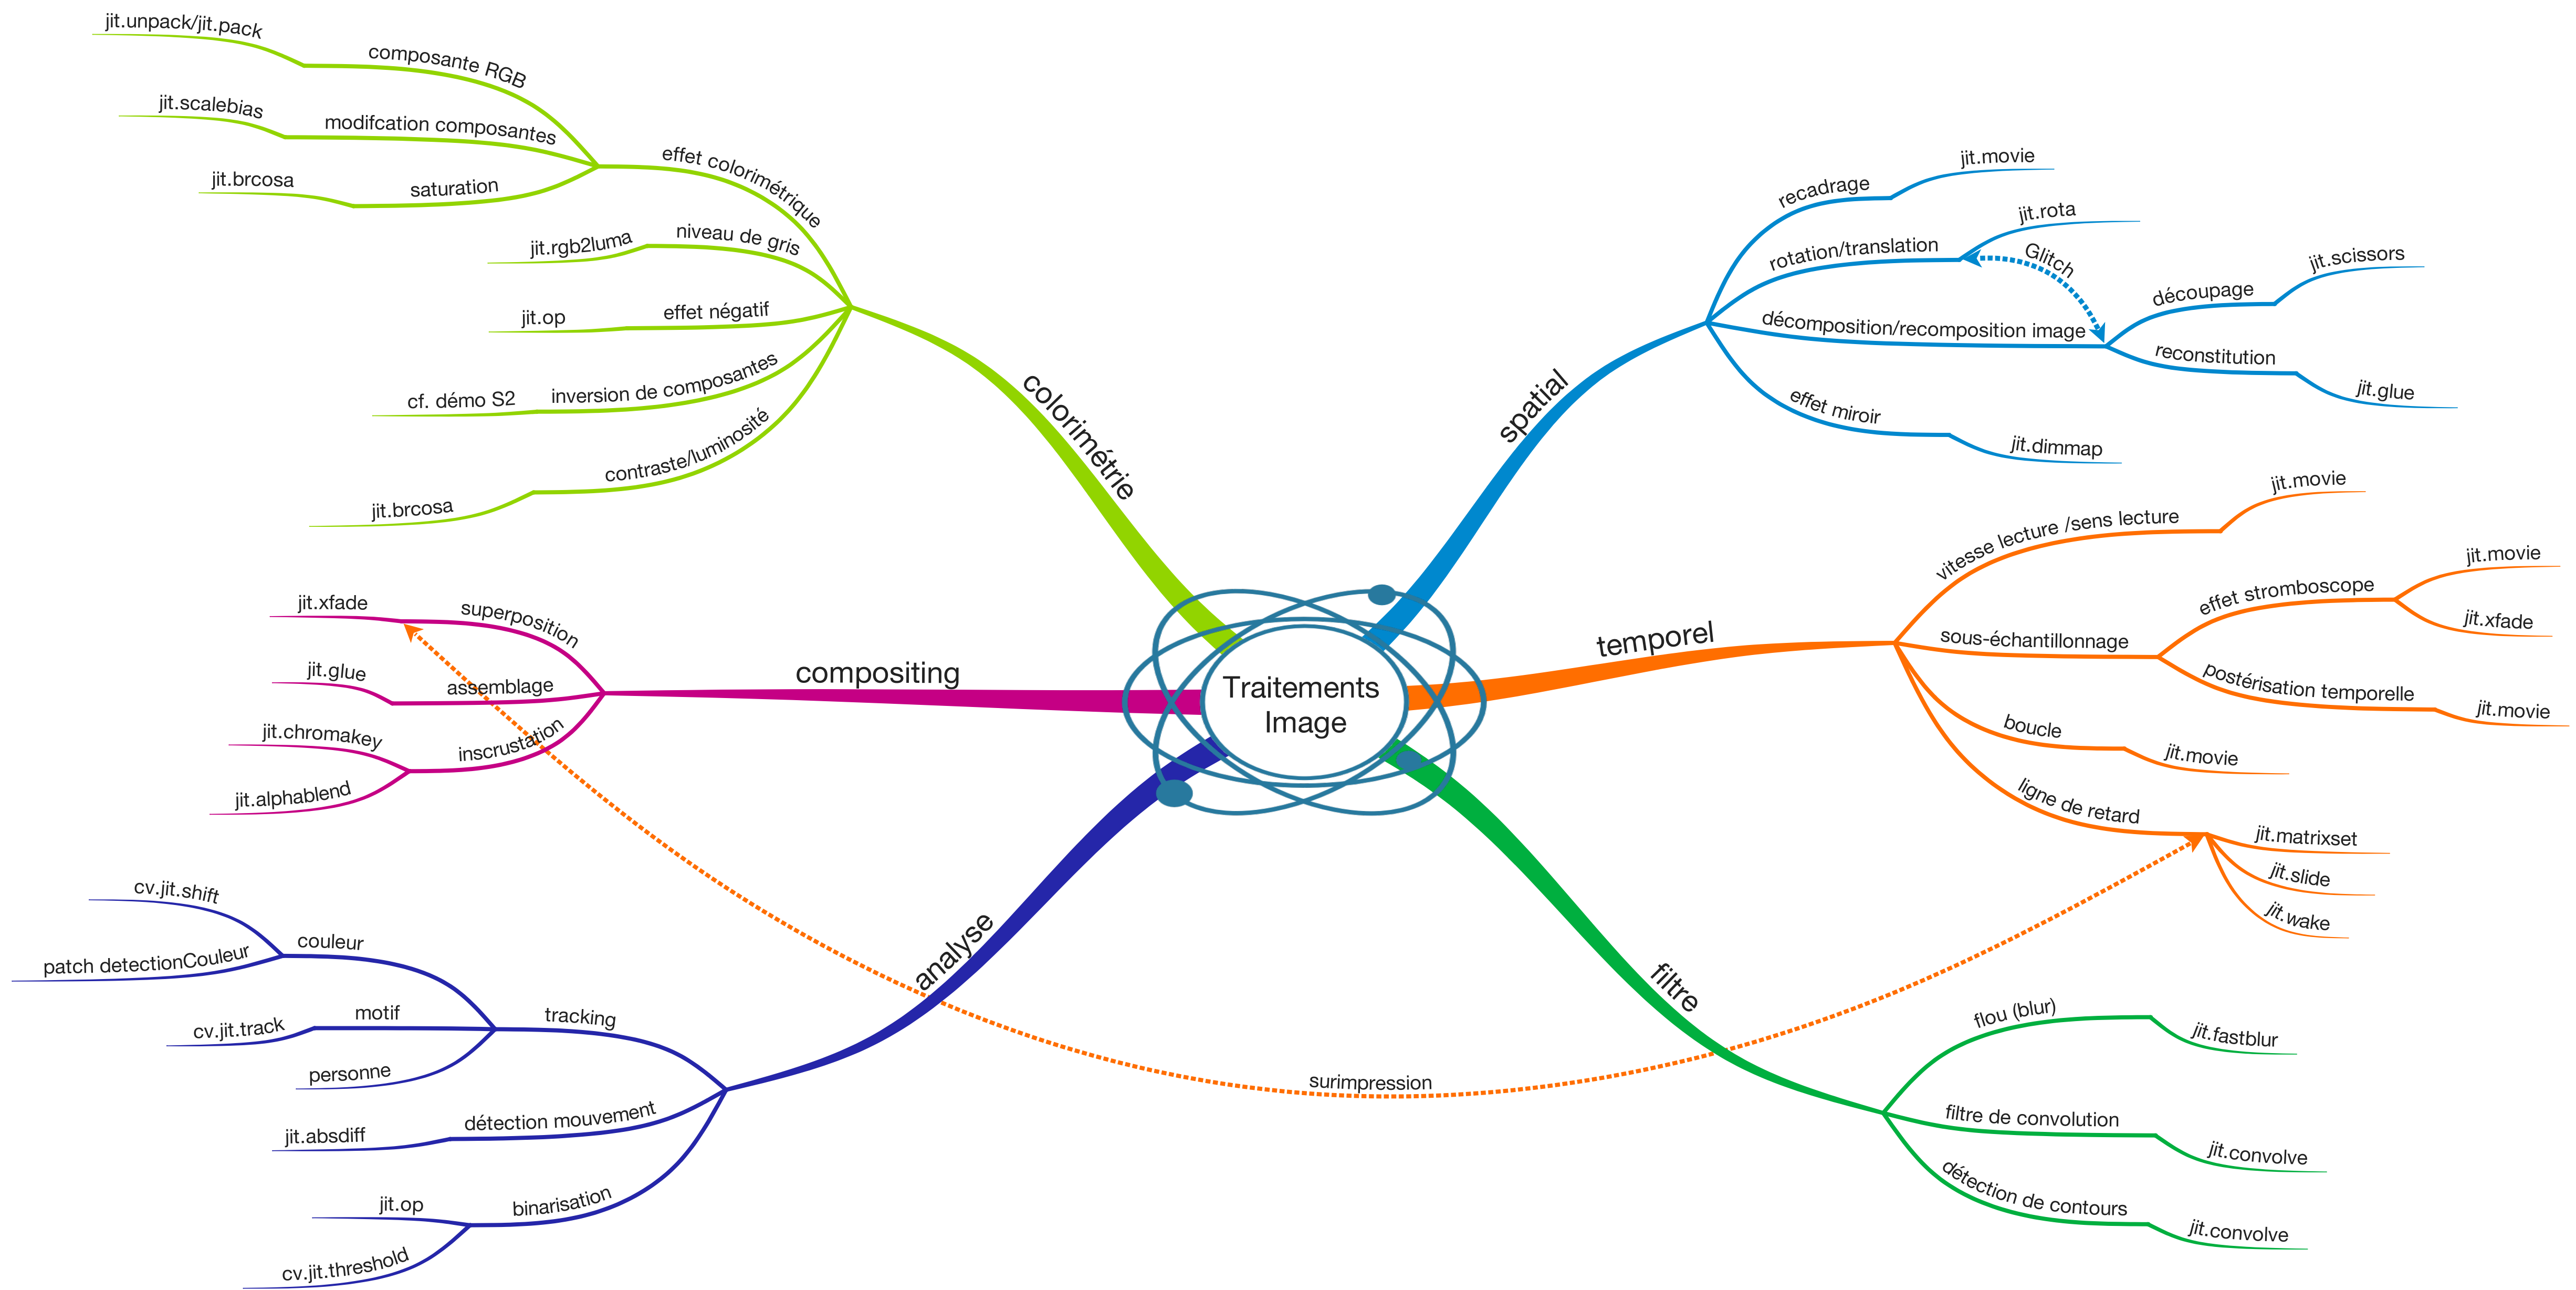 Traitements
Image
colorimétrie
effet colorimétrique
composante RGB
jit.unpack/jit.pack
modifcation composantes
jit.scalebias
saturation
jit.brcosa
niveau de gris
jit.rgb2luma
effet négatif
jit.op
inversion de composantes
cf. démo S2
contraste/luminosité
jit.brcosa
compositing
superposition
jit.xfade
assemblage
jit.glue
inscrustation
jit.chromakey
jit.alphablend
analyse
tracking
couleur
cv.jit.shift
patch detectionCouleur
motif
cv.jit.track
personne
détection mouvement
jit.absdiff
binarisation
jit.op
cv.jit.threshold
spatial
recadrage
jit.movie
rotation/translation
jit.rota
Glitch
décomposition/recomposition image
découpage
jit.scissors
reconstitution
jit.glue
effet miroir
jit.dimmap
temporel
vitesse lecture /sens lecture
jit.movie
sous-échantillonnage
effet stromboscope
jit.movie
jit.xfade
postérisation temporelle
jit.movie
boucle
jit.movie
ligne de retard
jit.matrixset
jit.slide
jit.wake
surimpression
filtre
flou (blur)
jit.fastblur
filtre de convolution
jit.convolve
détection de contours
jit.convolve